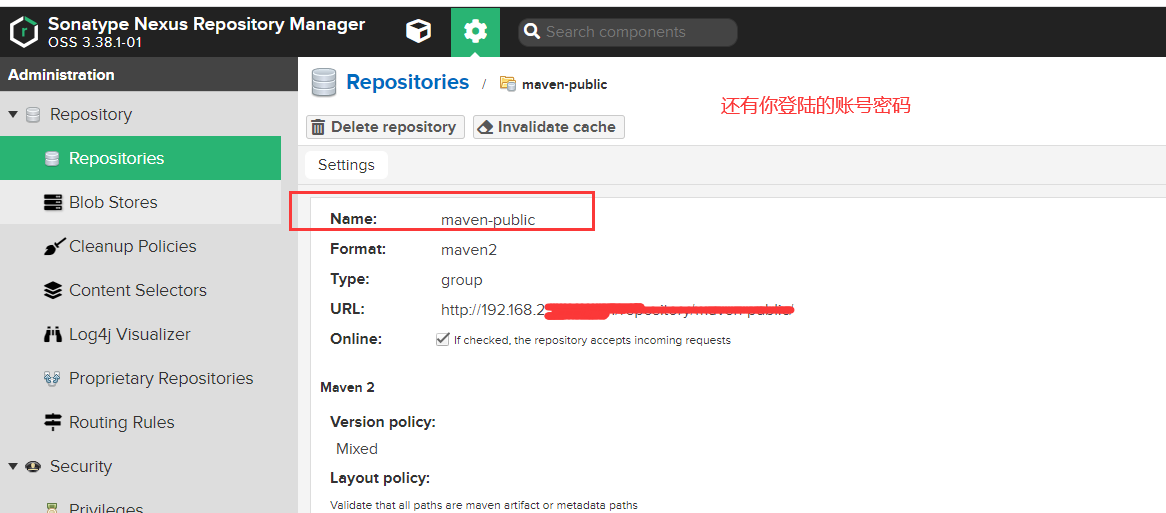 Sonatype Nexus Repository Manager
OSS 3.38.1-01
Search components
Administration
Repository
Repositories
Blob Stores
Cleanup Policies
Content Selectors
Log4j Visualizer
Proprietary Repositories
Routing Rules
Security
Privileges
Repositories / maven-public
还有你登陆的账号密码
Delete repository
Invalidate cache
Settings
Name: maven-public
Format: maven2
Type: group
URL: http://192.168.2
Online: If checked, the repository accepts incoming requests
Maven 2
Version policy:
Mixed
Layout policy:
Validate that all paths are maven artifact or metadata paths